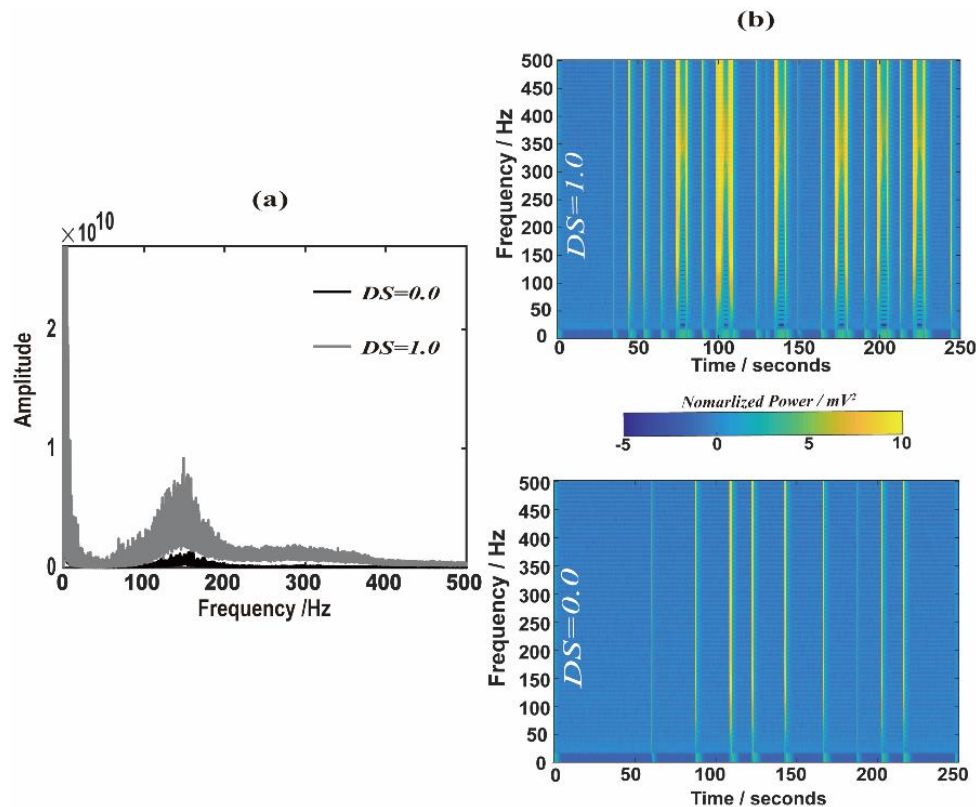 (b)
500
450
400
350
300
250
200
150
100
50
0
Frequency / Hz
DS=1.0
0 50 100 150 200 250
Time / seconds
(a)
× 10^10
2
1
0
Amplitude
DS=0.0
DS=1.0
0 100 200 300 400 500
Frequency /Hz
Nomarlized Power / mV²
-5 0 5 10
500
450
400
350
300
250
200
150
100
50
0
Frequency / Hz
DS=0.0
0 50 100 150 200 250
Time / seconds